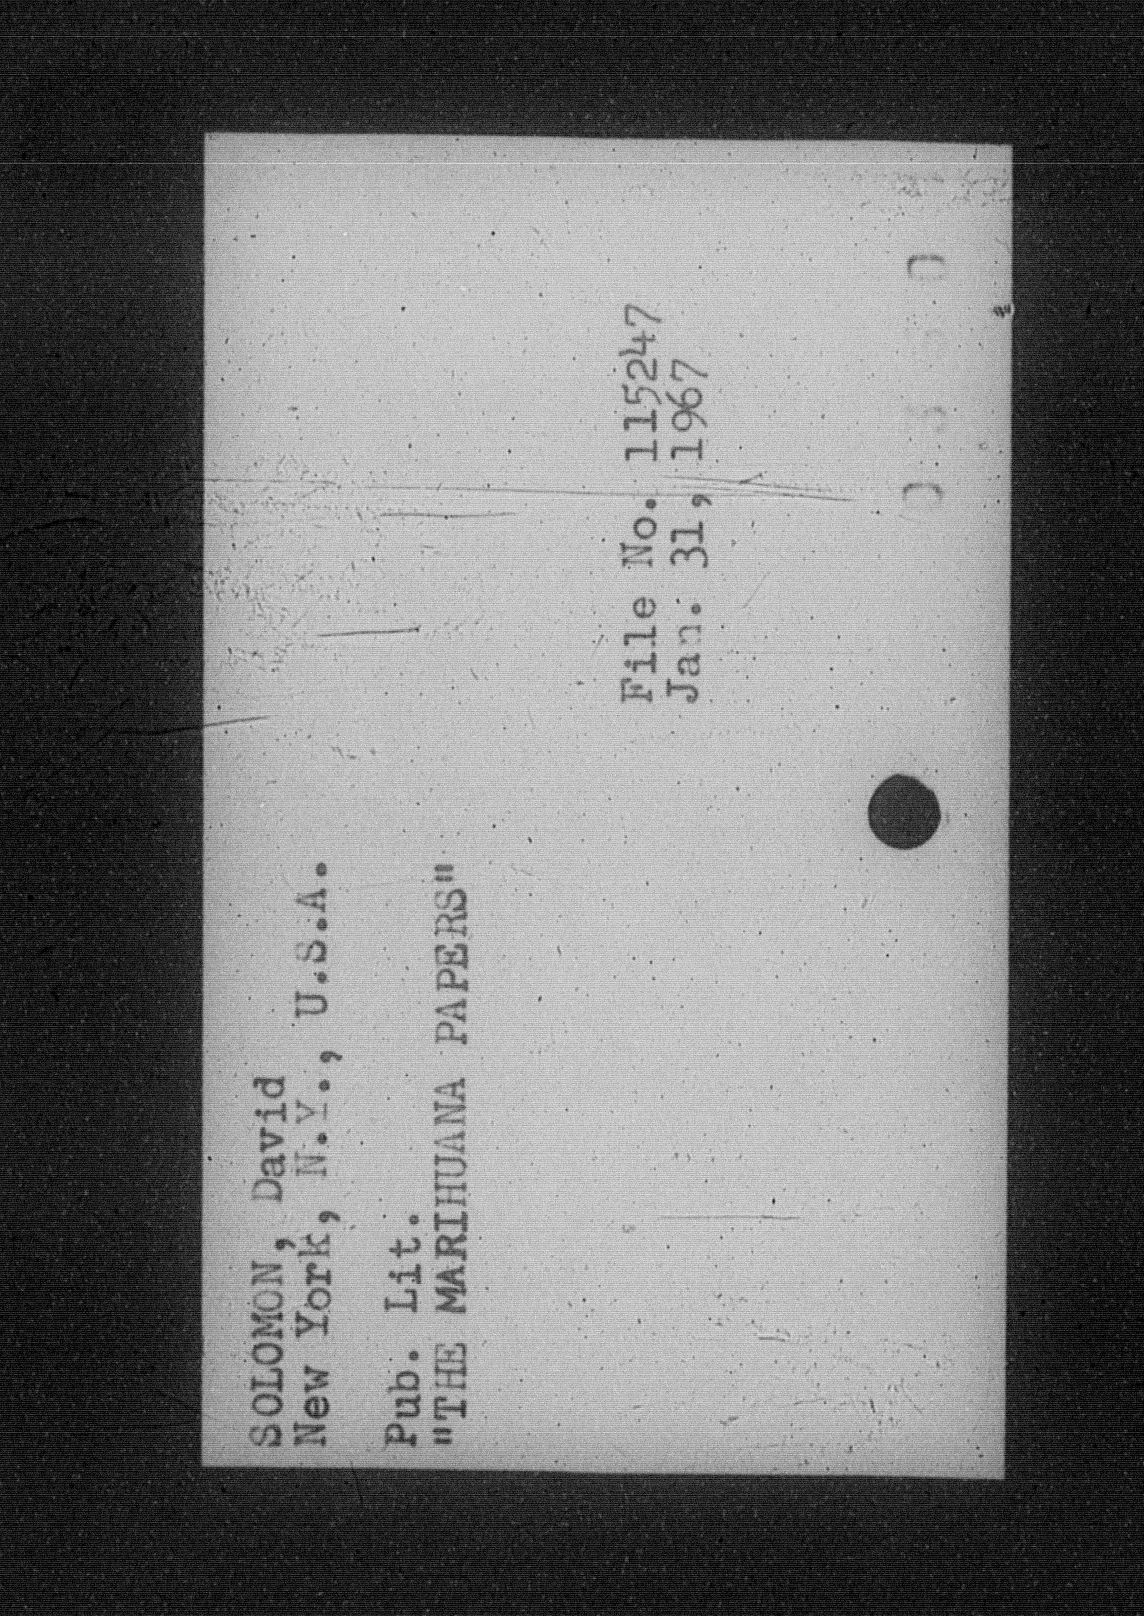 SOLOMON, David
New York, N.Y., U.S.A.
Pub. Lit.
"THE MARIHUANA PAPERS"
File No. 115247
Jan. 31, 1967